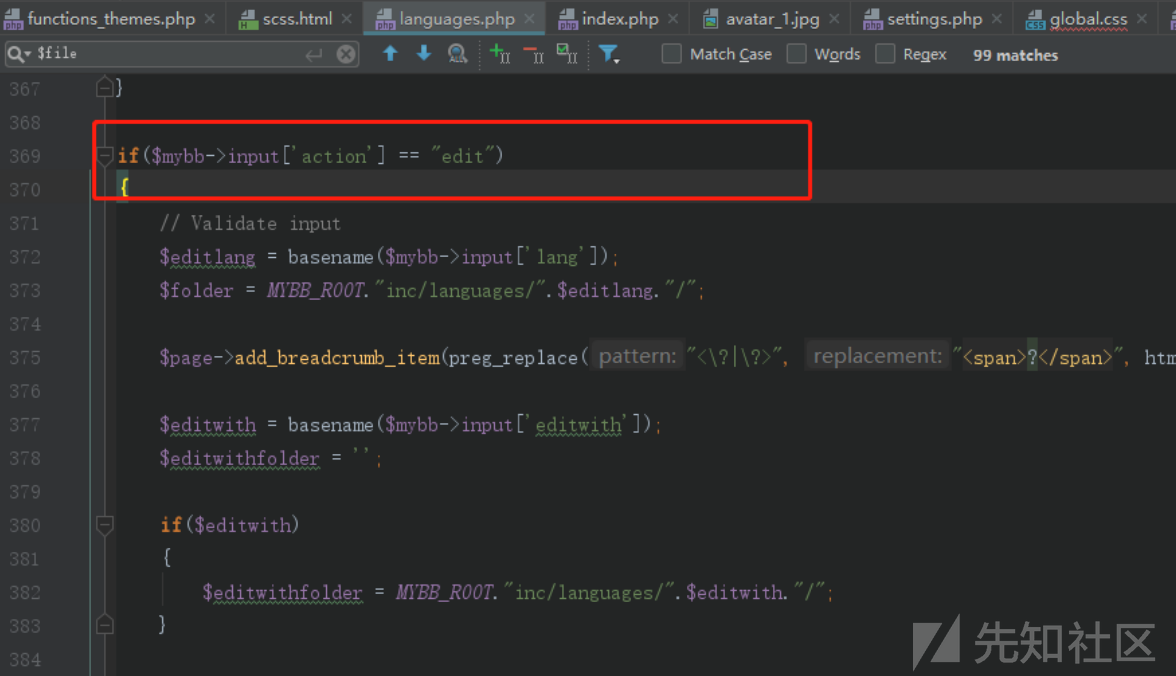 functions_themes.php × scss.html × languages.php × index.php × avatar_1.jpg × settings.php × global.css ×
$file Match Case Words Regex 99 matches
367 }
368
369 if($mybb->input['action'] == "edit")
370 {
371 // Validate input
372 $editlang = basename($mybb->input['lang']);
373 $folder = MYBB_ROOT."inc/languages/".$editlang."/";
374
375 $page->add_breadcrumb_item(preg_replace( pattern: "<\?|\?>", replacement: "<span>?</span>", htm
376
377 $editwith = basename($mybb->input['editwith']);
378 $editwithfolder = '';
379
380 if($editwith)
381 {
382 $editwithfolder = MYBB_ROOT."inc/languages/".$editwith."/";
383 }
384
先知社区